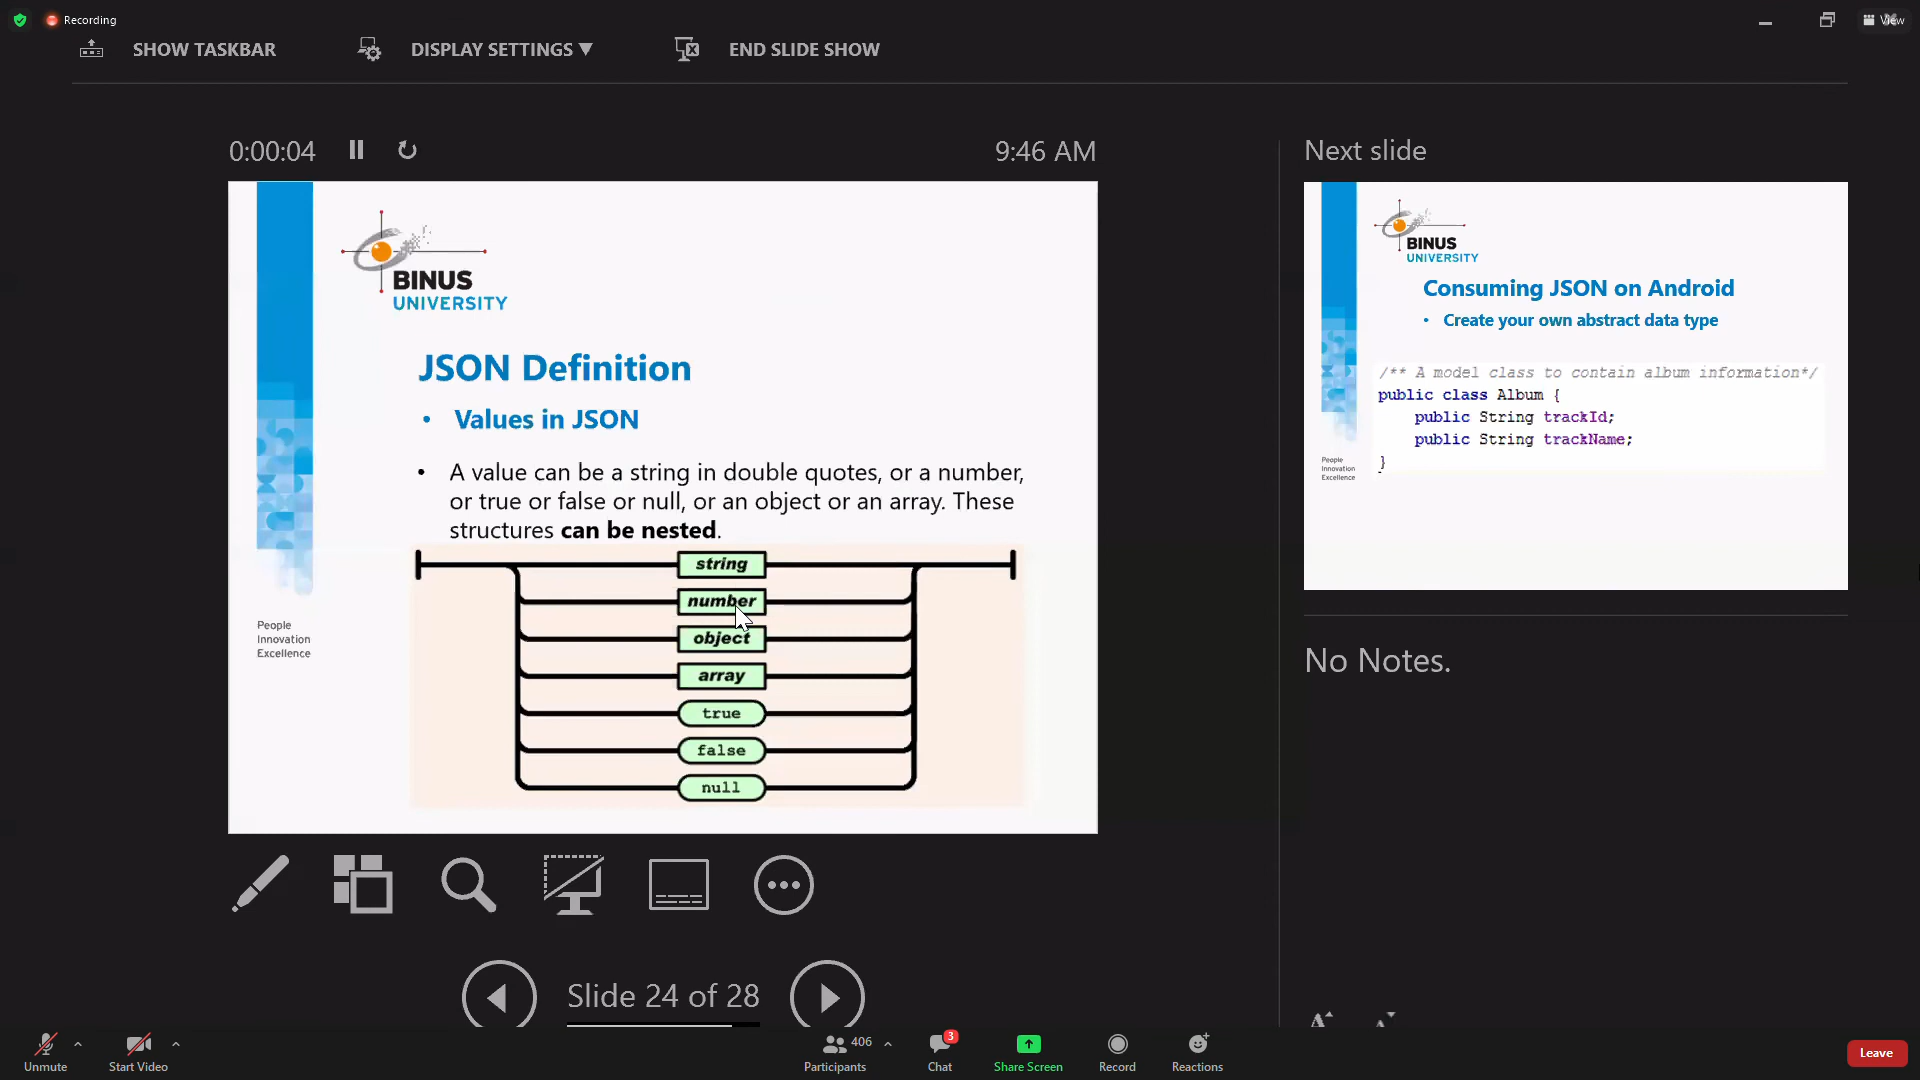 Recording
View
SHOW TASKBAR
DISPLAY SETTINGS ▼
END SLIDE SHOW
0:00:04
9:46 AM
Next slide
BINUS
UNIVERSITY
JSON Definition
• Values in JSON
• A value can be a string in double quotes, or a number,
or true or false or null, or an object or an array. These
structures can be nested.
string
number
object
array
true
false
null
People
Innovation
Excellence
BINUS
UNIVERSITY
Consuming JSON on Android
• Create your own abstract data type
/** A model class to contain album information*/
public class Album {
public String trackId;
public String trackName;
}
People
Innovation
Excellence
No Notes.
Slide 24 of 28
A A
Unmute
Start Video
406
Participants
3
Chat
Share Screen
Record
Reactions
Leave